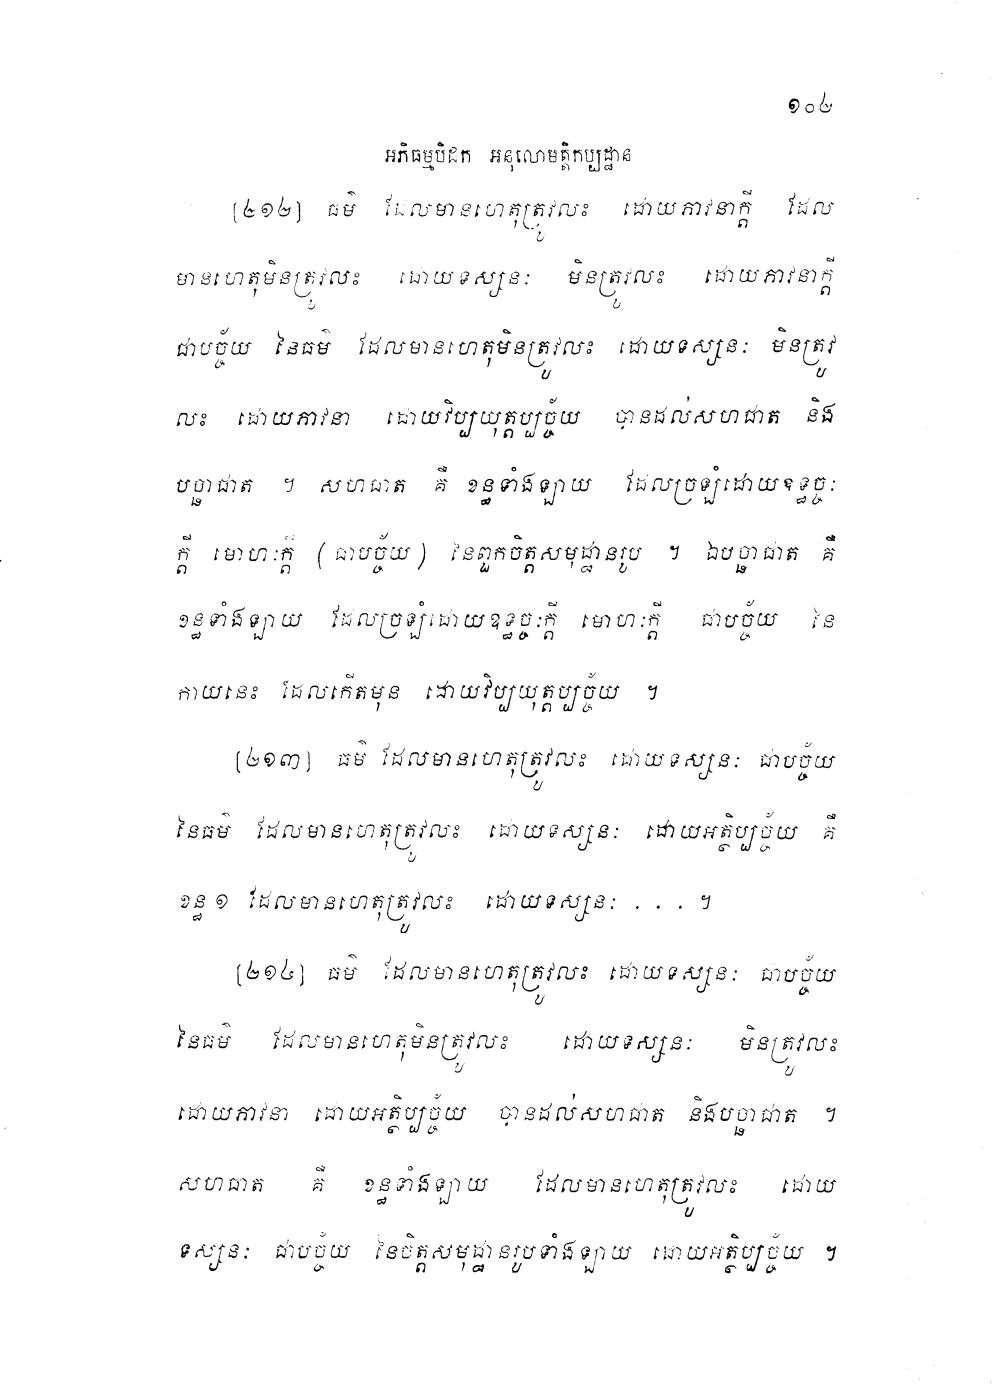 ១០៤
អភិធម្មបិដក អនុលោមត្តិកប្បដ្ឋាន
[៤១២] ធម៌ ដែលមានហេតុត្រូវលះ ដោយភាវនាក្តី ដែល
មានហេតុមិនត្រូវលះ ដោយទស្សនៈ មិនត្រូវលះ ដោយភាវនាក្តី
ជាបច្ច័យ នៃធម៌ ដែលមានហេតុមិនត្រូវលះ ដោយទស្សនៈ មិនត្រូវ
លះ ដោយភាវនា ដោយវិប្បយុត្តប្បច្ច័យ បានដល់សហជាត និង
បច្ឆាជាត ។ សហជាត គឺ ខន្ធទាំងឡាយ ដែលច្រឡំដោយឧទ្ធច្ចៈ
ក្តី មោហៈក្តី (ជាបច្ច័យ) នៃពួកចិត្តសមុដ្ឋានរូប ។ ឯបច្ឆាជាត គឺ
ខន្ធទាំងឡាយ ដែលច្រឡំដោយឧទ្ធច្ចៈក្តី មោហៈក្តី ជាបច្ច័យ នៃ
កាយនេះ ដែលកើតមុន ដោយវិប្បយុត្តប្បច្ច័យ ។
[៤១៣] ធម៌ ដែលមានហេតុត្រូវលះ ដោយទស្សនៈ ជាបច្ច័យ
នៃធម៌ ដែលមានហេតុត្រូវលះ ដោយទស្សនៈ ដោយអត្ថិប្បច្ច័យ គឺ
ខន្ធ ១ ដែលមានហេតុត្រូវលះ ដោយទស្សនៈ . . . ។
[៤១៤] ធម៌ ដែលមានហេតុត្រូវលះ ដោយទស្សនៈ ជាបច្ច័យ
នៃធម៌ ដែលមានហេតុមិនត្រូវលះ ដោយទស្សនៈ មិនត្រូវលះ
ដោយភាវនា ដោយអត្ថិប្បច្ច័យ បានដល់សហជាត និងបច្ឆាជាត ។
សហជាត គឺ ខន្ធទាំងឡាយ ដែលមានហេតុត្រូវលះ ដោយ
ទស្សនៈ ជាបច្ច័យ នៃចិត្តសមុដ្ឋានរូបទាំងឡាយ ដោយអត្ថិប្បច្ច័យ ។